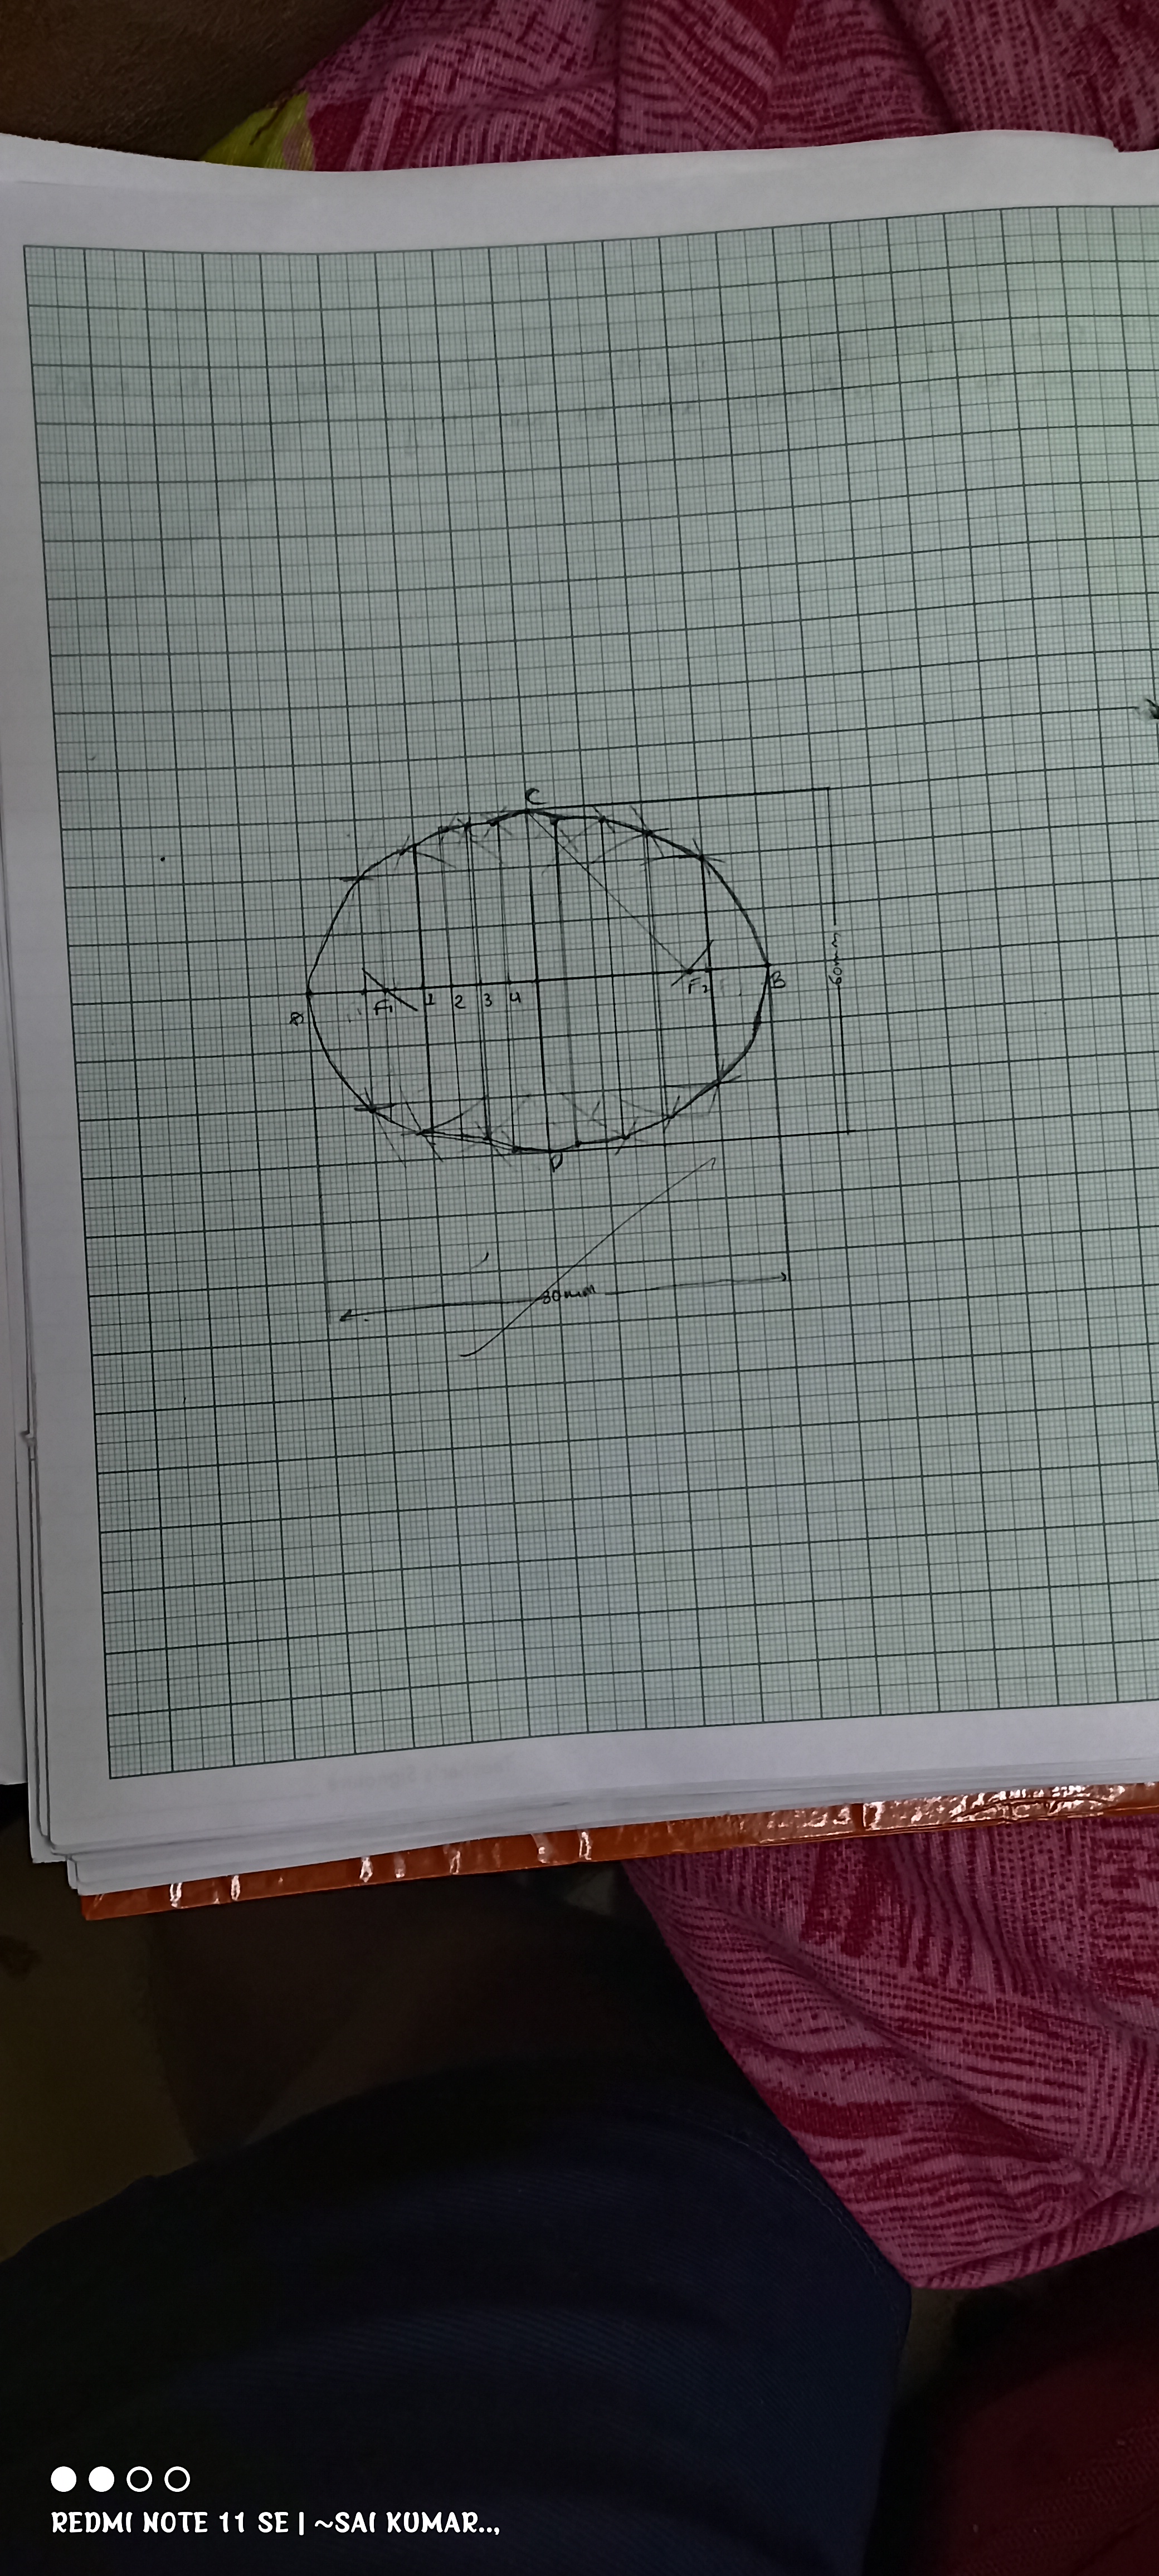 C
60mm
A F1 1 2 3 4 F2 B
D
80mm
REDMI NOTE 11 SE | ~SAI KUMAR..,